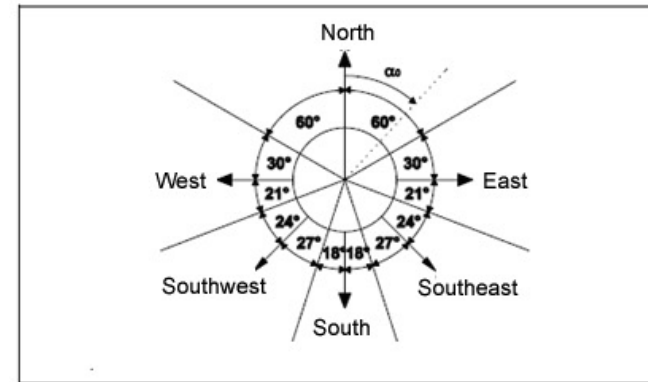 North
α₀
60° 60°
30° 30°
West East
21° 21°
24° 24°
27° 18° 18° 27°
Southwest Southeast
South